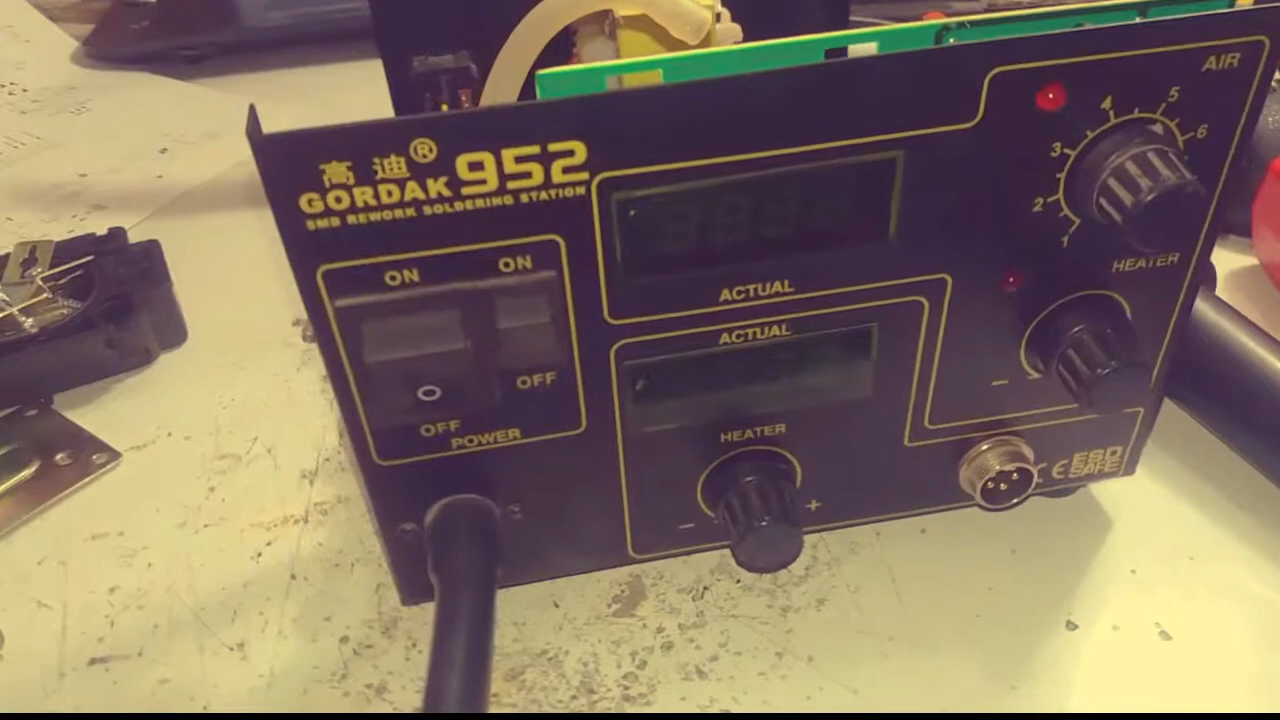 高迪®
GORDAK 952
SMD REWORK SOLDERING STATION
ON ON
OFF OFF
POWER
ACTUAL
ACTUAL
HEATER
- +
AIR
1 2 3 4 5 6
HEATER
-
CE ESD
SAFE